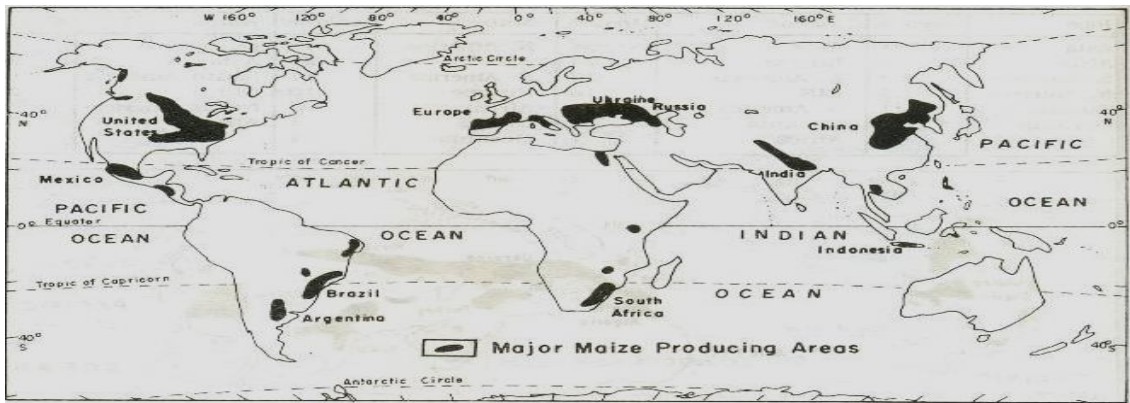 W 160° 120° 80° 40° 0° 40° 80° 120° 160° E
Arctic Circle
40°
N
United
States
Europe
Ukraine
Russia
China
40°
N
PACIFIC
OCEAN
Tropic of Cancer
Mexico
ATLANTIC
OCEAN
India
PACIFIC
OCEAN
0° Equator
0°
INDIAN
OCEAN
Indonesia
Tropic of Capricorn
Brazil
Argentina
South
Africa
40°
S
40°S
Major Maize Producing Areas
Antarctic Circle